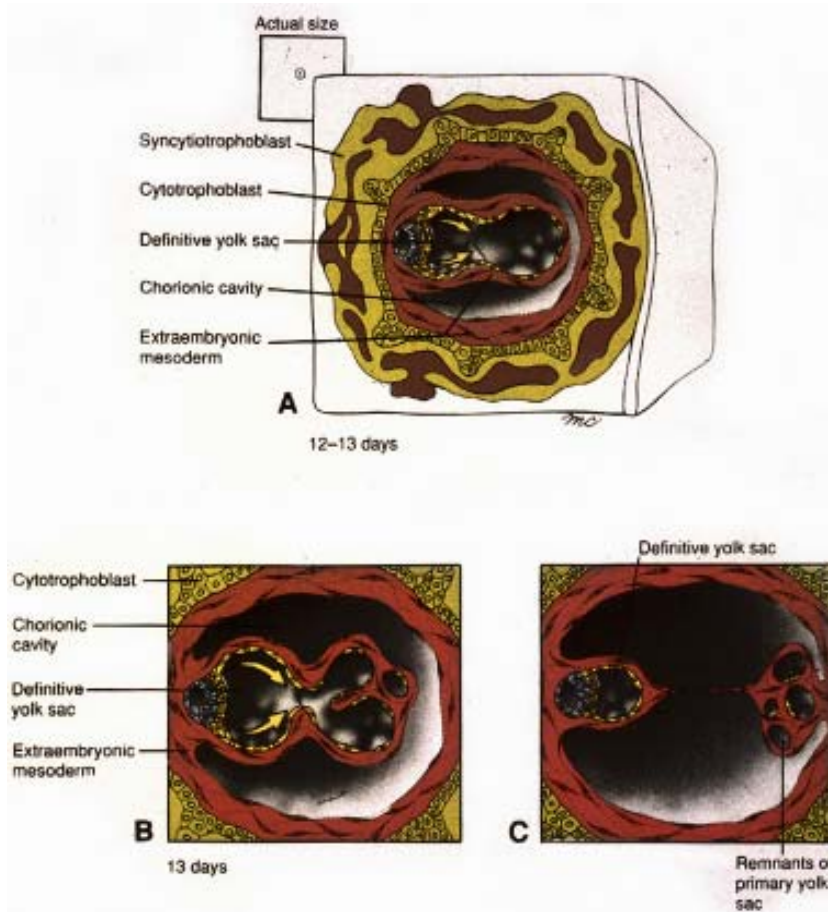 Actual size
Syncytiotrophoblast
Cytotrophoblast
Definitive yolk sac
Chorionic cavity
Extraembryonic
mesoderm
A
mc
12–13 days
Cytotrophoblast
Chorionic
cavity
Definitive
yolk sac
Extraembryonic
mesoderm
B
13 days
Definitive yolk sac
C
Remnants o
primary yolk
sac